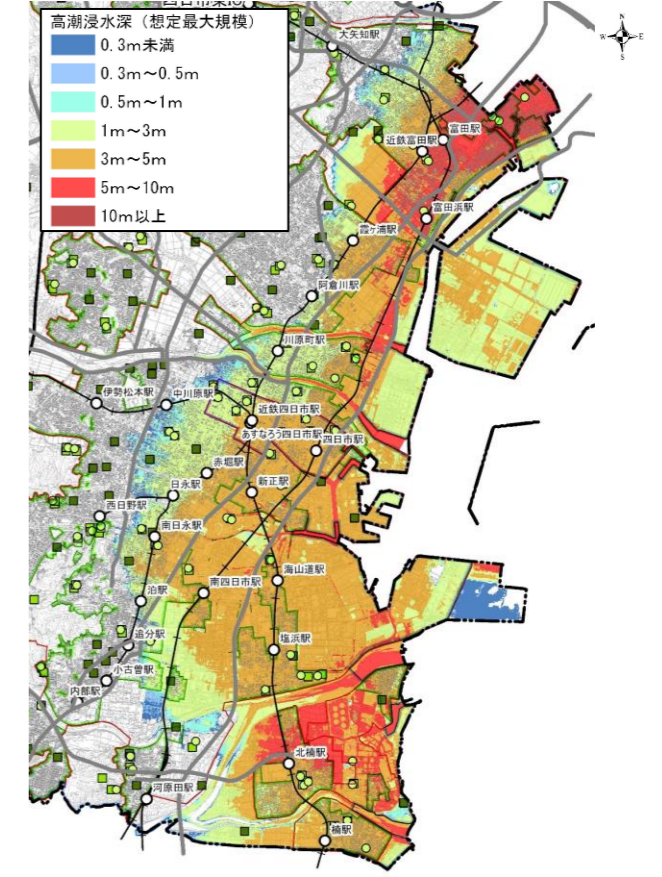 高潮浸水深（想定最大規模）
0.3m未満
0.3m～0.5m
0.5m～1m
1m～3m
3m～5m
5m～10m
10m以上
N
W
E
S
大矢知駅
富田駅
近鉄富田駅
富田浜駅
霞ヶ浦駅
阿倉川駅
川原町駅
伊勢松本駅
中川原駅
近鉄四日市駅
あすなろう四日市駅
四日市駅
赤堀駅
日永駅
新正駅
西日野駅
南日永駅
海山道駅
泊駅
南四日市駅
追分駅
塩浜駅
小古曽駅
内部駅
北楠駅
河原田駅
楠駅